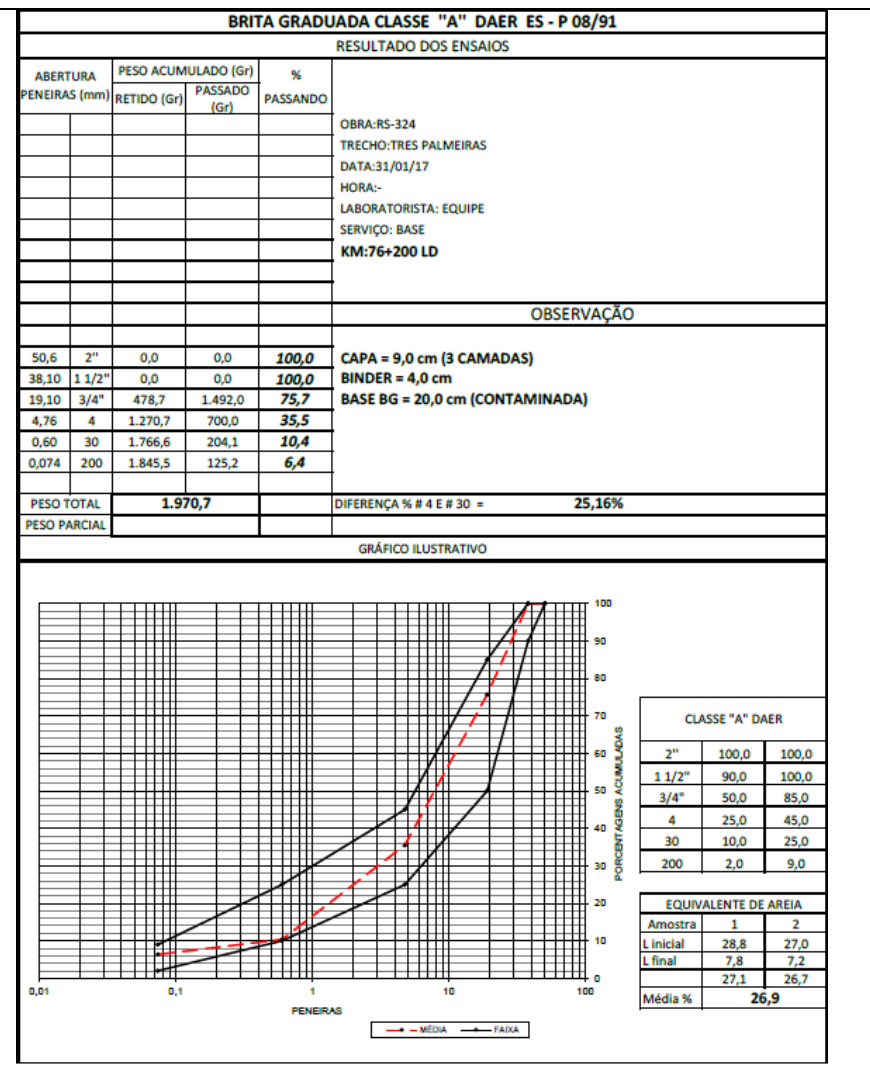 BRITA GRADUADA CLASSE "A" DAER ES - P 08/91
RESULTADO DOS ENSAIOS
ABERTURA PENEIRAS (mm) PESO ACUMULADO (Gr) % PASSANDO
RETIDO (Gr) PASSADO (Gr)
OBRA:RS-324
TRECHO:TRES PALMEIRAS
DATA:31/01/17
HORA:-
LABORATORISTA: EQUIPE
SERVIÇO: BASE
KM:76+200 LD
OBSERVAÇÃO
50,6 2" 0,0 0,0 100,0 CAPA = 9,0 cm (3 CAMADAS)
38,10 1 1/2" 0,0 0,0 100,0 BINDER = 4,0 cm
19,10 3/4" 478,7 1.492,0 75,7 BASE BG = 20,0 cm (CONTAMINADA)
4,76 4 1.270,7 700,0 35,5
0,60 30 1.766,6 204,1 10,4
0,074 200 1.845,5 125,2 6,4
PESO TOTAL 1.970,7 DIFERENÇA % # 4 E # 30 = 25,16%
PESO PARCIAL
GRÁFICO ILUSTRATIVO
100
90
80
70
60
50
40
30
20
10
0
PORCENTAGENS ACUMULADAS
0,01 0,1 1 10 100
PENEIRAS
MÉDIA FAIXA
CLASSE "A" DAER
2" 100,0 100,0
1 1/2" 90,0 100,0
3/4" 50,0 85,0
4 25,0 45,0
30 10,0 25,0
200 2,0 9,0
EQUIVALENTE DE AREIA
Amostra 1 2
L inicial 28,8 27,0
L final 7,8 7,2
27,1 26,7
Média % 26,9